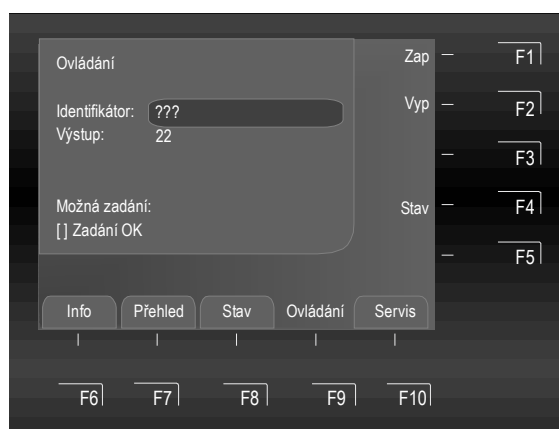 Ovládání
Zap
F1
Identifikátor: ???
Vyp
F2
Výstup: 22
F3
Možná zadání:
Stav
F4
[ ] Zadání OK
F5
Info Přehled Stav Ovládání Servis
F6 F7 F8 F9 F10